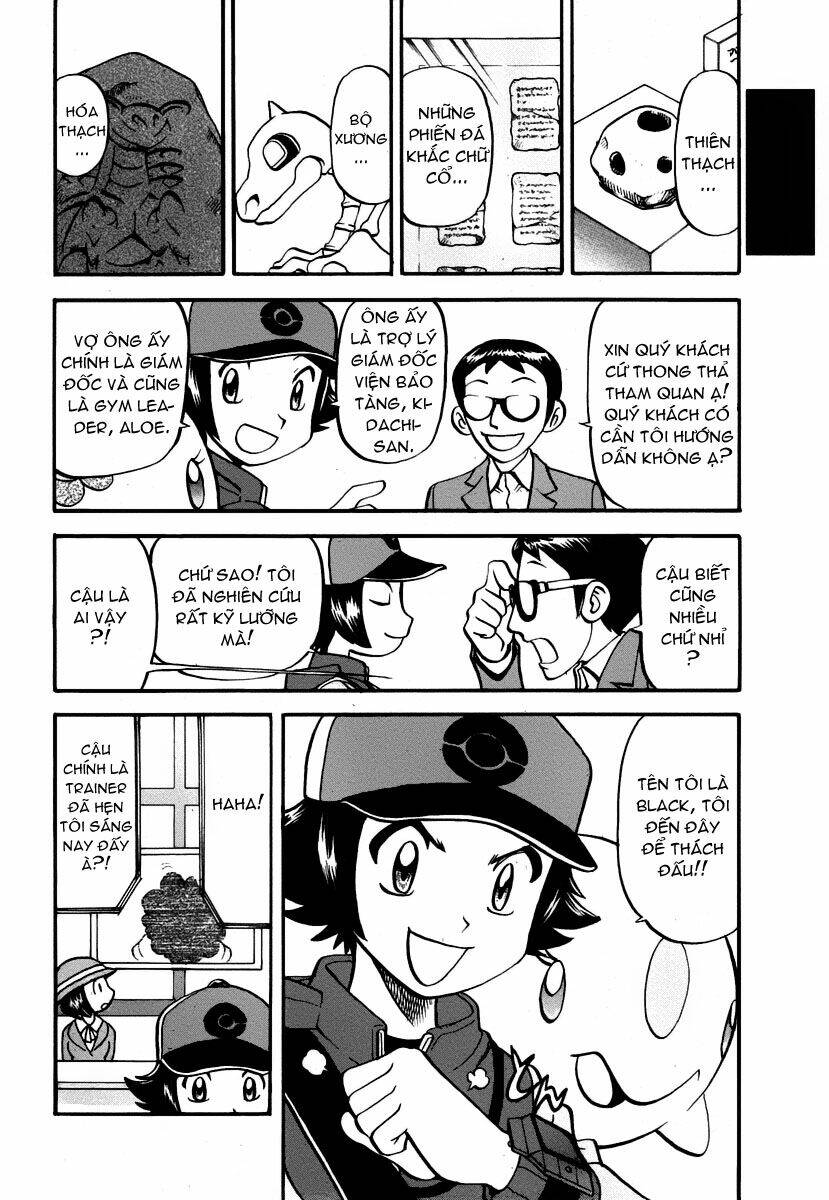 THIÊN
THẠCH
...
NHỮNG
PHIẾN ĐÁ
KHẮC CHỮ
CỔ...
BỘ
XƯƠNG
...
HÓA
THẠCH
...
XIN QUÝ KHÁCH
CỨ THONG THẢ
THAM QUAN Ạ!
QUÝ KHÁCH CÓ
CẦN TÔI HƯỚNG
DẪN KHÔNG Ạ?
ÔNG ẤY
LÀ TRỢ LÝ
GIÁM ĐỐC
VIỆN BẢO
TÀNG, KI-
DACHI-
SAN.
VỢ ÔNG ẤY
CHÍNH LÀ GIÁM
ĐỐC VÀ CŨNG
LÀ GYM LEA-
DER, ALOE.
CẬU BIẾT
CŨNG
NHIỀU
CHỨ NHỈ
?
CHỨ SAO! TÔI
ĐÃ NGHIÊN CỨU
RẤT KỸ LƯỠNG
MÀ!
CẬU LÀ
AI VẬY
?!
TÊN TÔI LÀ
BLACK, TÔI
ĐẾN ĐÂY
ĐỂ THÁCH
ĐẤU!!
HAHA!
CẬU
CHÍNH LÀ
TRAINER
ĐÃ HẸN
TÔI SÁNG
NAY ĐẤY
À?!